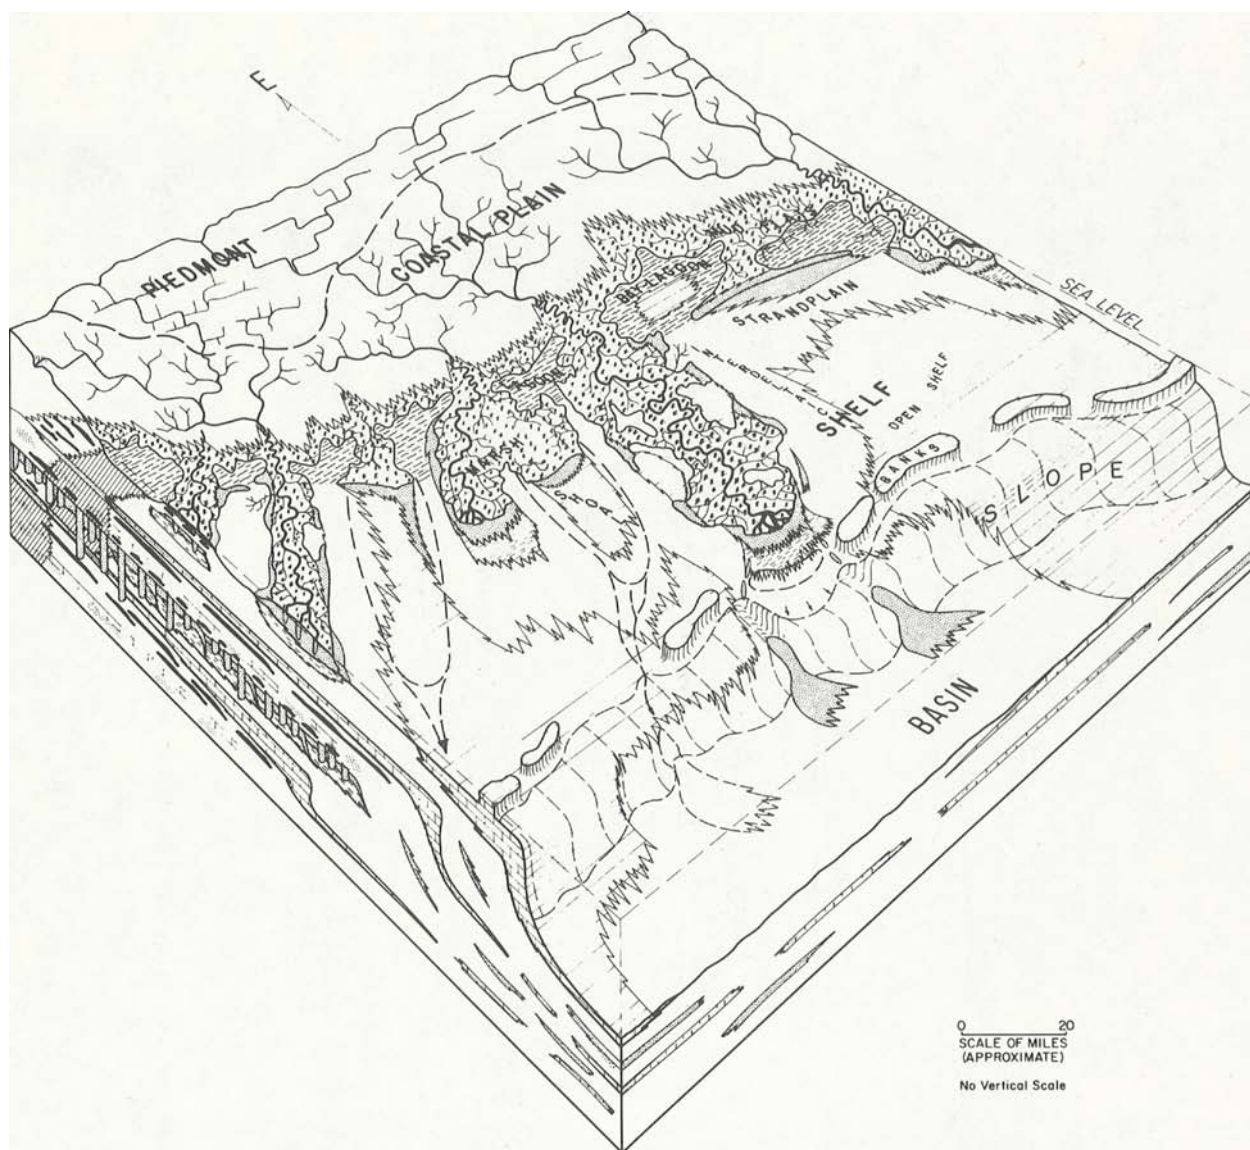 E
PIEDMONT
COASTAL PLAIN
MUD FLATS
BAY-LAGOON
STRANDPLAIN
SEA LEVEL
LAGOON
INTERDELTAIC
SHELF
OPEN SHELF
MARSH
SHOAL
BANKS
SLOPE
BASIN
0 20
SCALE OF MILES
(APPROXIMATE)
No Vertical Scale